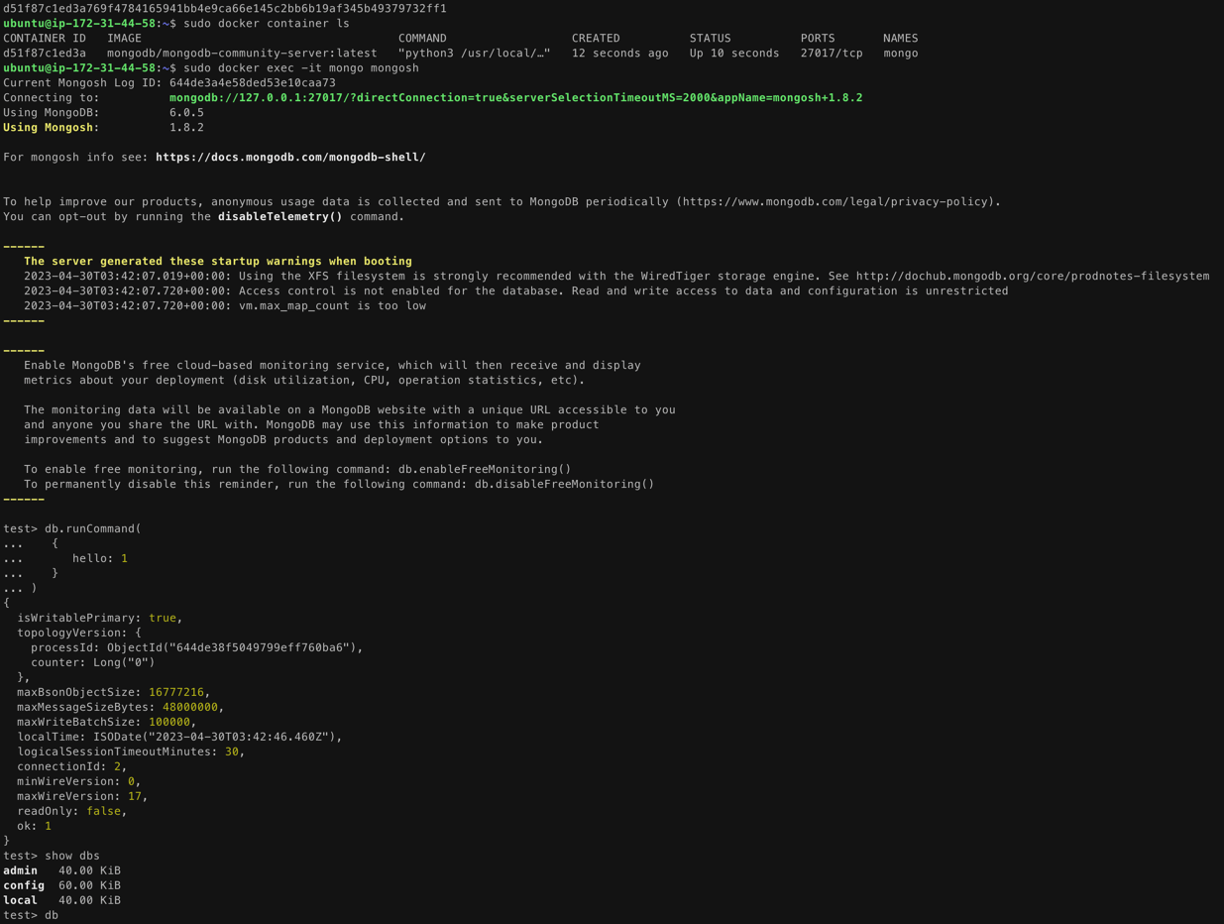 d51f87c1ed3a769f4784165941bb4e9ca66e145c2bb6b19af345b49379732ff1
ubuntu@ip-172-31-44-58:~$ sudo docker container ls
CONTAINER ID   IMAGE                                     COMMAND                  CREATED          STATUS          PORTS       NAMES
d51f87c1ed3a   mongodb/mongodb-community-server:latest   "python3 /usr/local/…"   12 seconds ago   Up 10 seconds   27017/tcp   mongo
ubuntu@ip-172-31-44-58:~$ sudo docker exec -it mongo mongosh
Current Mongosh Log ID: 644de3a4e58ded53e10caa73
Connecting to:          mongodb://127.0.0.1:27017/?directConnection=true&serverSelectionTimeoutMS=2000&appName=mongosh+1.8.2
Using MongoDB:          6.0.5
Using Mongosh:          1.8.2
For mongosh info see: https://docs.mongodb.com/mongodb-shell/
To help improve our products, anonymous usage data is collected and sent to MongoDB periodically (https://www.mongodb.com/legal/privacy-policy).
You can opt-out by running the disableTelemetry() command.
------
   The server generated these startup warnings when booting
   2023-04-30T03:42:07.019+00:00: Using the XFS filesystem is strongly recommended with the WiredTiger storage engine. See http://dochub.mongodb.org/core/prodnotes-filesystem
   2023-04-30T03:42:07.720+00:00: Access control is not enabled for the database. Read and write access to data and configuration is unrestricted
   2023-04-30T03:42:07.720+00:00: vm.max_map_count is too low
------
------
   Enable MongoDB's free cloud-based monitoring service, which will then receive and display
   metrics about your deployment (disk utilization, CPU, operation statistics, etc).
   The monitoring data will be available on a MongoDB website with a unique URL accessible to you
   and anyone you share the URL with. MongoDB may use this information to make product
   improvements and to suggest MongoDB products and deployment options to you.
   To enable free monitoring, run the following command: db.enableFreeMonitoring()
   To permanently disable this reminder, run the following command: db.disableFreeMonitoring()
------
test> db.runCommand(
...    {
...       hello: 1
...    }
... )
{
  isWritablePrimary: true,
  topologyVersion: {
    processId: ObjectId("644de38f5049799eff760ba6"),
    counter: Long("0")
  },
  maxBsonObjectSize: 16777216,
  maxMessageSizeBytes: 48000000,
  maxWriteBatchSize: 100000,
  localTime: ISODate("2023-04-30T03:42:46.460Z"),
  logicalSessionTimeoutMinutes: 30,
  connectionId: 2,
  minWireVersion: 0,
  maxWireVersion: 17,
  readOnly: false,
  ok: 1
}
test> show dbs
admin   40.00 KiB
config  60.00 KiB
local   40.00 KiB
test> db